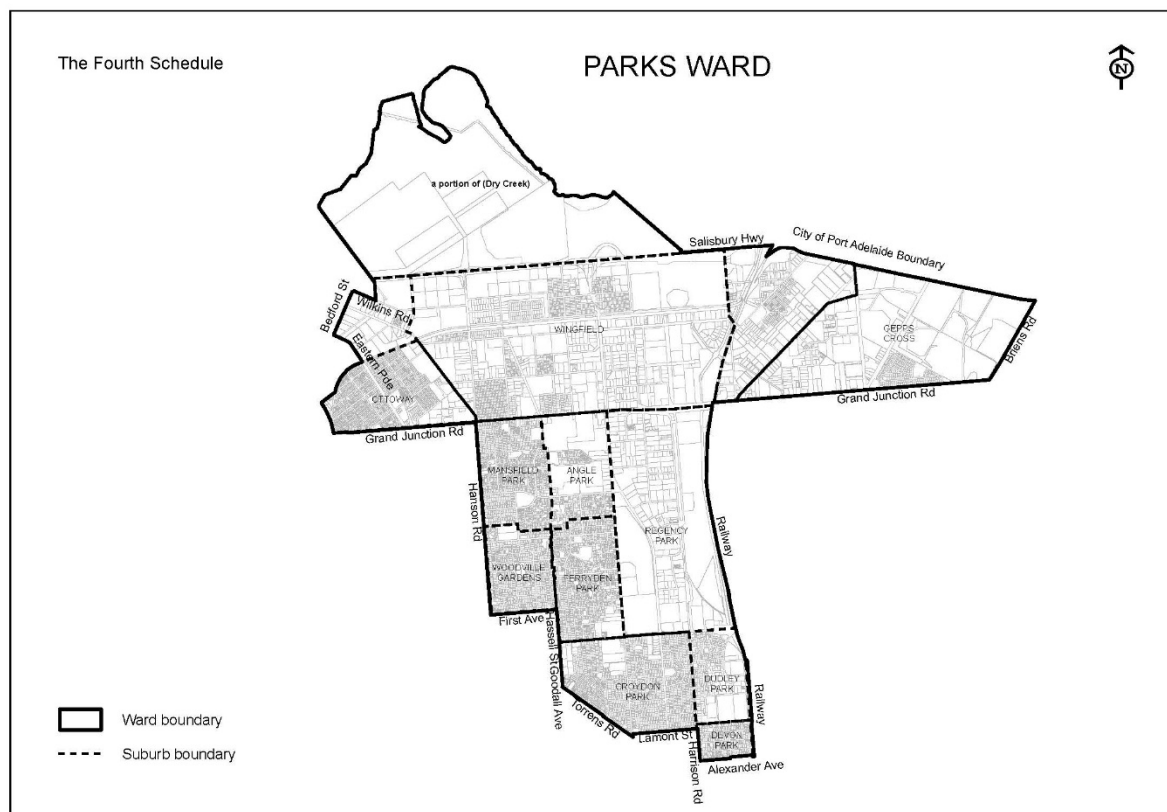 The Fourth Schedule
PARKS WARD
N
a portion of (Dry Creek)
Salisbury Hwy
City of Port Adelaide Boundary
Bedford St
Wilkins Rd
WINGFIELD
GEPPS
CROSS
Briens Rd
Eastern Pde
OTTOWAY
Grand Junction Rd
Grand Junction Rd
MANSFIELD
PARK
ANGLE
PARK
Hanson Rd
REGENCY
PARK
Railway
WOODVILLE
GARDENS
FERRYDEN
PARK
First Ave
Hassell St
Goodall Ave
CROYDON
PARK
DUDLEY
PARK
Railway
Torrens Rd
Lamont St
Harrison Rd
DEVON
PARK
Alexander Ave
Ward boundary
Suburb boundary